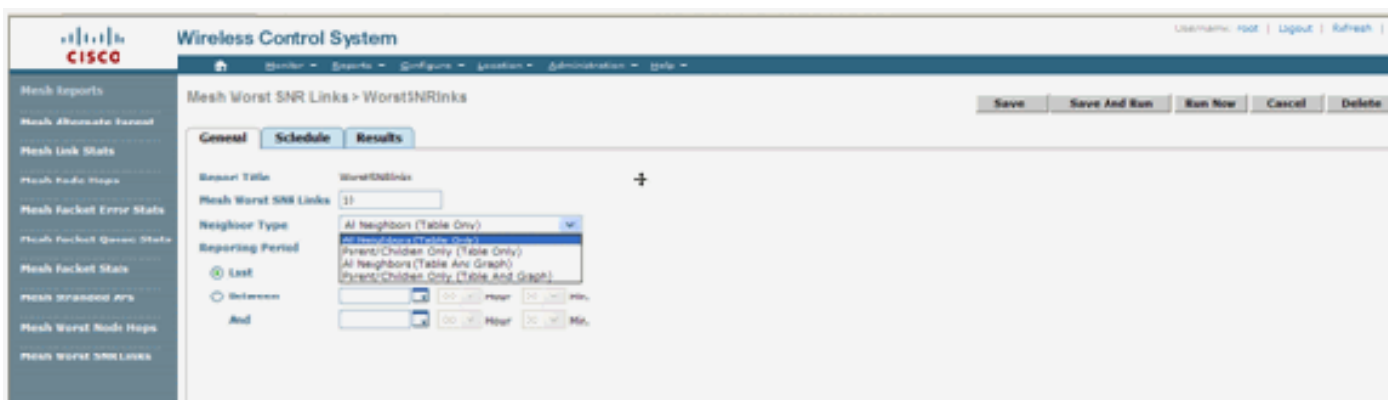 CISCO
Wireless Control System
Username: root | Logout | Refresh |
Monitor Reports Configure Location Administration Help
Mesh Reports
Mesh Alternate Parent
Mesh Link Stats
Mesh Node Hops
Mesh Packet Error Stats
Mesh Packet Queue Stats
Mesh Packet Stats
Mesh Stranded APs
Mesh Worst Node Hops
Mesh Worst SNR Links
Mesh Worst SNR Links > WorstSNRlnks
Save Save And Run Run Now Cancel Delete
General Schedule Results
Report Title WorstSNRlinks
Mesh Worst SNR Links 10
Neighbor Type All Neighbors (Table Only)
All Neighbors (Table Only)
Parent/Children Only (Table Only)
All Neighbors (Table And Graph)
Parent/Children Only (Table And Graph)
Reporting Period
Last
Between 00 Hour 00 Min.
And 00 Hour 00 Min.